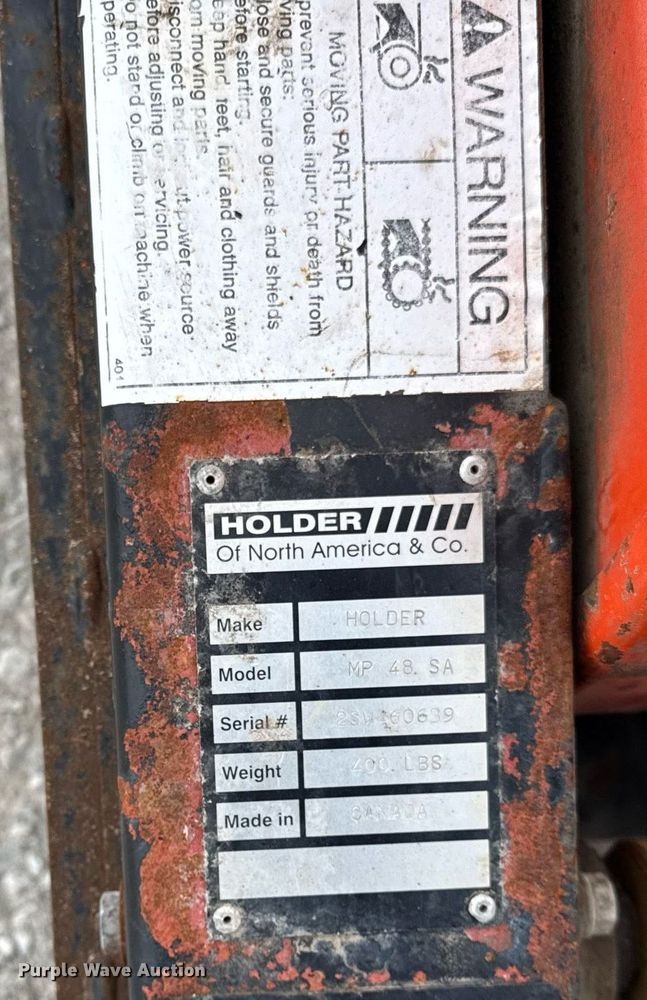 WARNING
MOVING PART HAZARD
prevent serious injury or death from
ving parts:
lose and secure guards and shields
efore starting.
eep hand, feet, hair and clothing away
om moving parts.
isconnect and power source
efore adjusting or servicing.
o not stand or climb on machine when
perating.
401
HOLDER
Of North America & Co.
Make HOLDER
Model MP 48.SA
Serial #
Weight 400 LBS
Made in CANADA
Purple Wave Auction